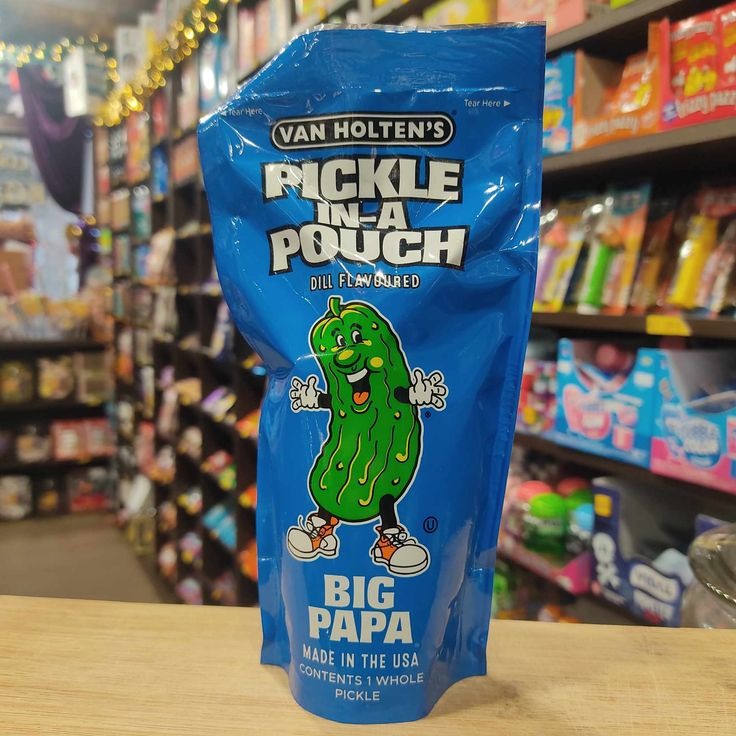 Tear Here
Tear Here
VAN HOLTEN'S
PICKLE
IN-A
POUCH
DILL FLAVOURED
U
BIG
PAPA
MADE IN THE USA
CONTENTS 1 WHOLE
PICKLE